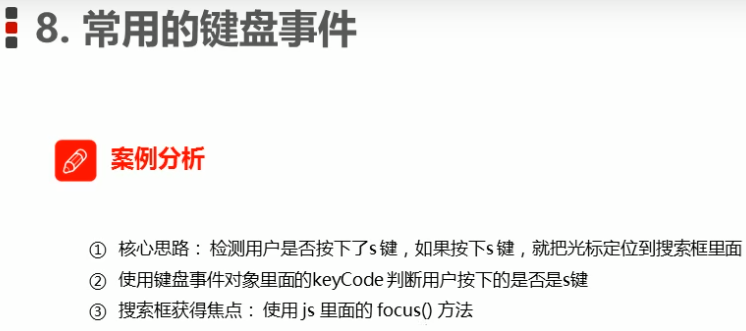 8. 常用的键盘事件
案例分析
① 核心思路：检测用户是否按下了s键，如果按下s键，就把光标定位到搜索框里面
② 使用键盘事件对象里面的keyCode 判断用户按下的是否是s键
③ 搜索框获得焦点：使用 js 里面的 focus() 方法